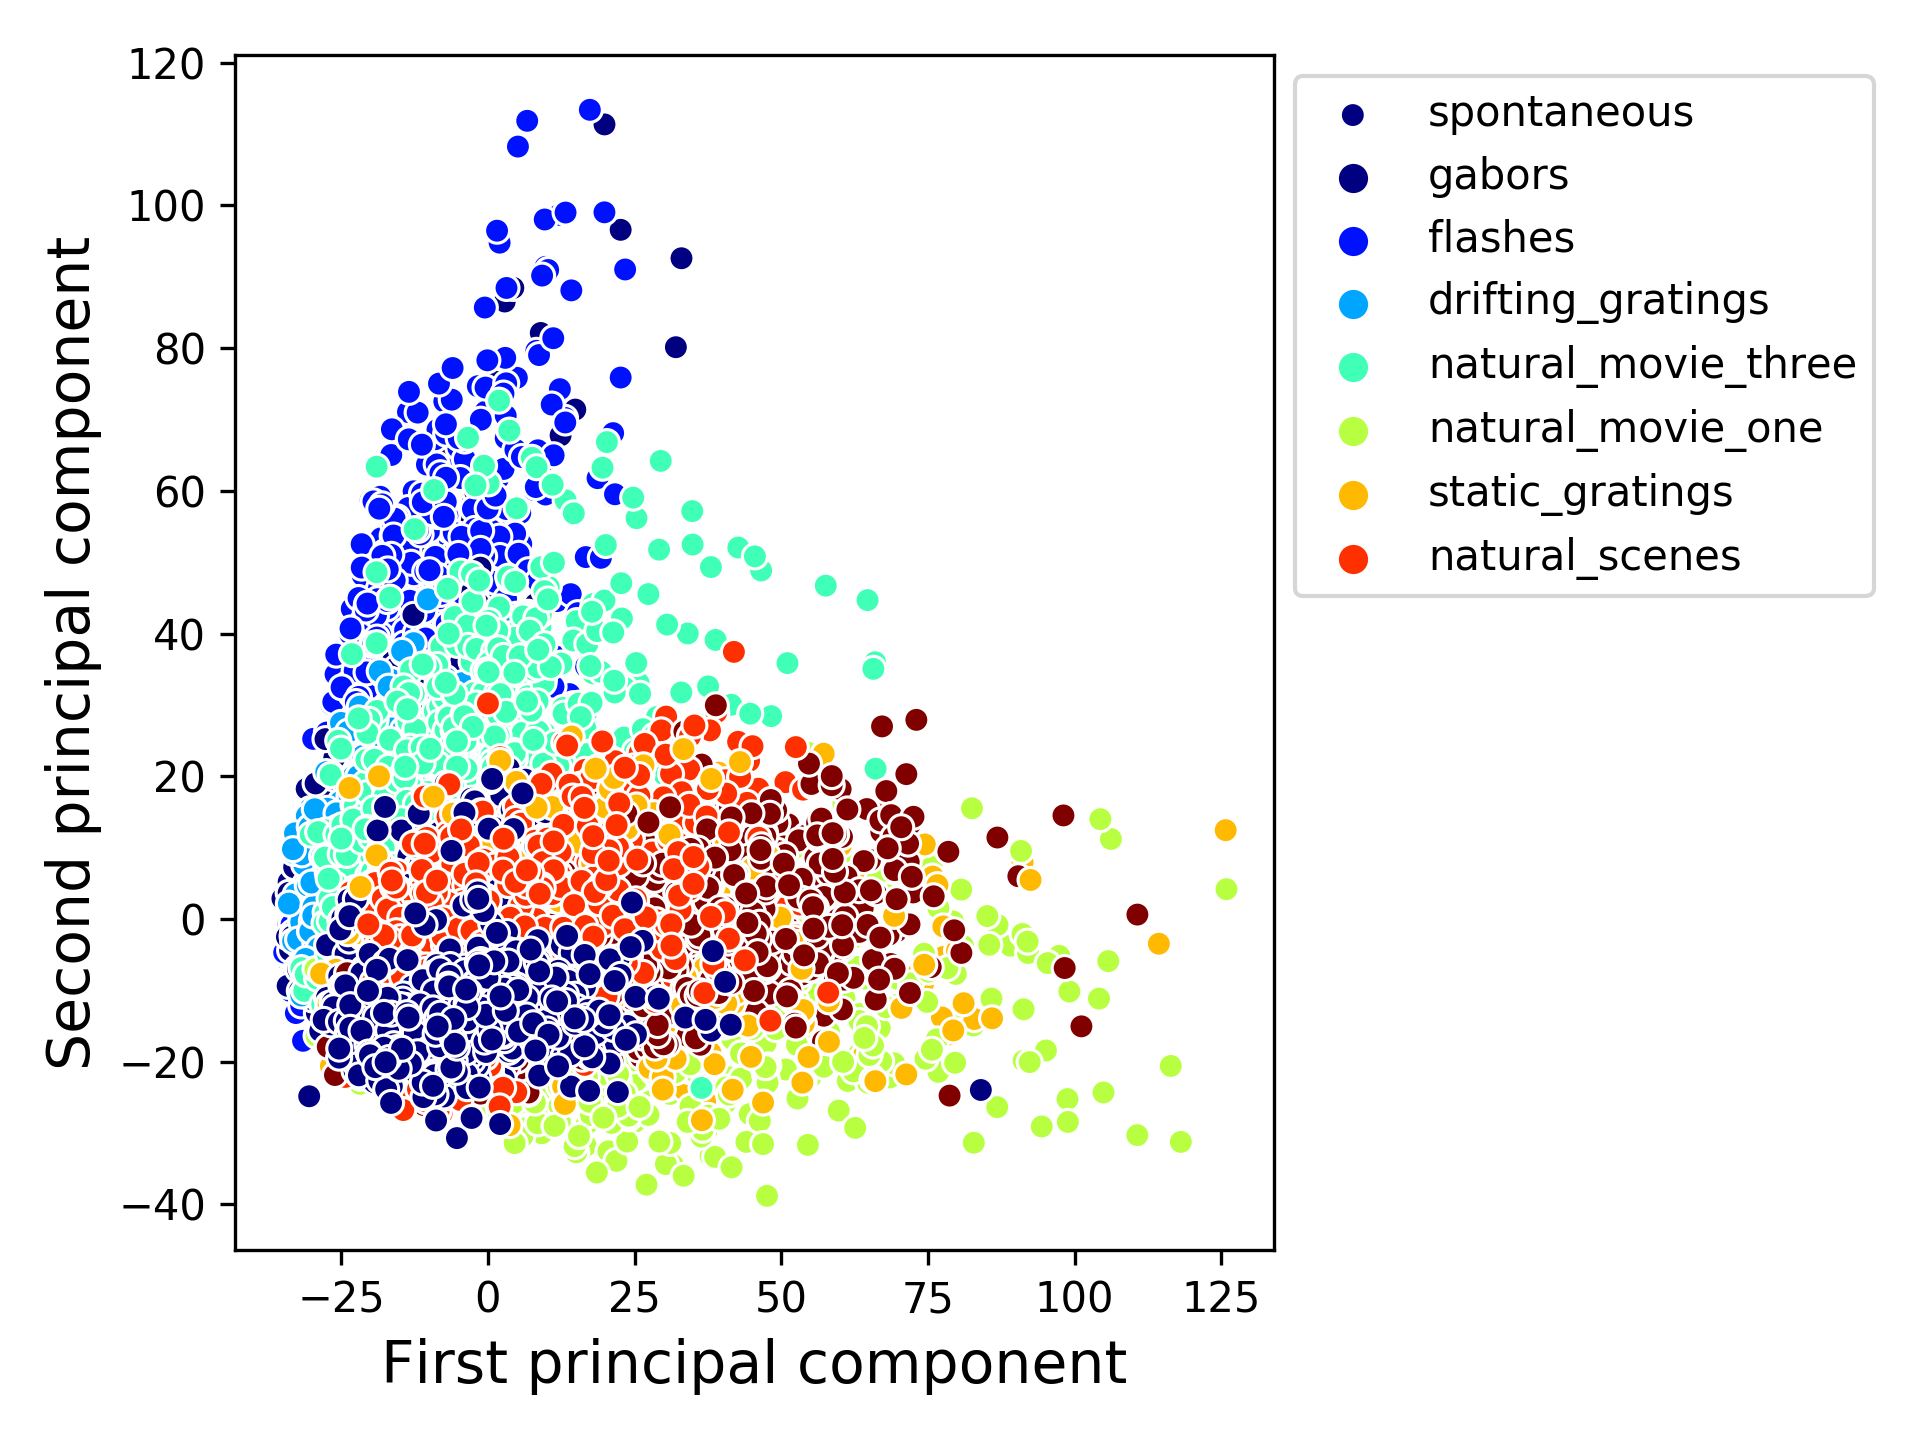 120
100
80
60
40
20
0
−20
−40
Second principal component
−25 0 25 50 75 100 125
First principal component
spontaneous
gabors
flashes
drifting_gratings
natural_movie_three
natural_movie_one
static_gratings
natural_scenes